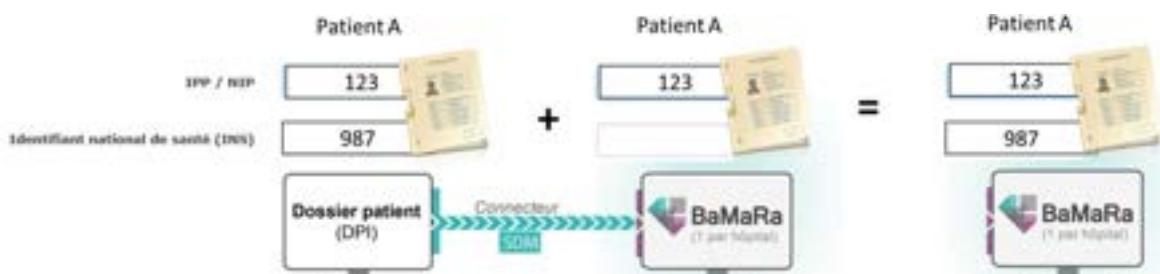 Patient A
Patient A
Patient A
IPP / NIP
123
123
123
+
=
Identifiant national de santé (INS)
987
987
Dossier patient
(DPI)
Connecteur
SDM
BaMaRa
(1 par hôpital)
BaMaRa
(1 par hôpital)